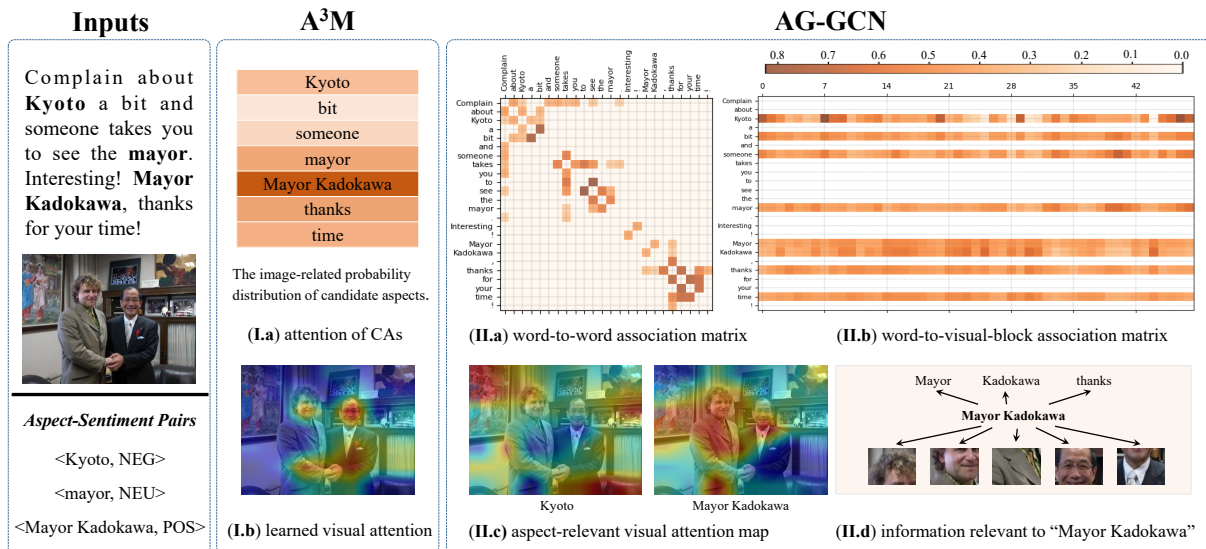 Inputs
A³M
AG-GCN
Complain about
Kyoto a bit and
someone takes you
to see the mayor.
Interesting! Mayor
Kadokawa, thanks
for your time!
Aspect-Sentiment Pairs
<Kyoto, NEG>
<mayor, NEU>
<Mayor Kadokawa, POS>
Kyoto
bit
someone
mayor
Mayor Kadokawa
thanks
time
The image-related probability
distribution of candidate aspects.
(I.a) attention of CAs
(I.b) learned visual attention
Complain
about
Kyoto
a
bit
and
someone
takes
you
to
see
the
mayor
.
Interesting
!
Mayor
Kadokawa
,
thanks
for
your
time
!
Complain
about
Kyoto
a
bit
and
someone
takes
you
to
see
the
mayor
.
Interesting
!
Mayor
Kadokawa
,
thanks
for
your
time
!
(II.a) word-to-word association matrix
0.8 0.7 0.6 0.5 0.4 0.3 0.2 0.1 0.0
0 7 14 21 28 35 42
Complain
about
Kyoto
a
bit
and
someone
takes
you
to
see
the
mayor
.
Interesting
!
Mayor
Kadokawa
,
thanks
for
your
time
!
(II.b) word-to-visual-block association matrix
Kyoto
Mayor Kadokawa
(II.c) aspect-relevant visual attention map
Mayor Kadokawa thanks
Mayor Kadokawa
(II.d) information relevant to “Mayor Kadokawa”